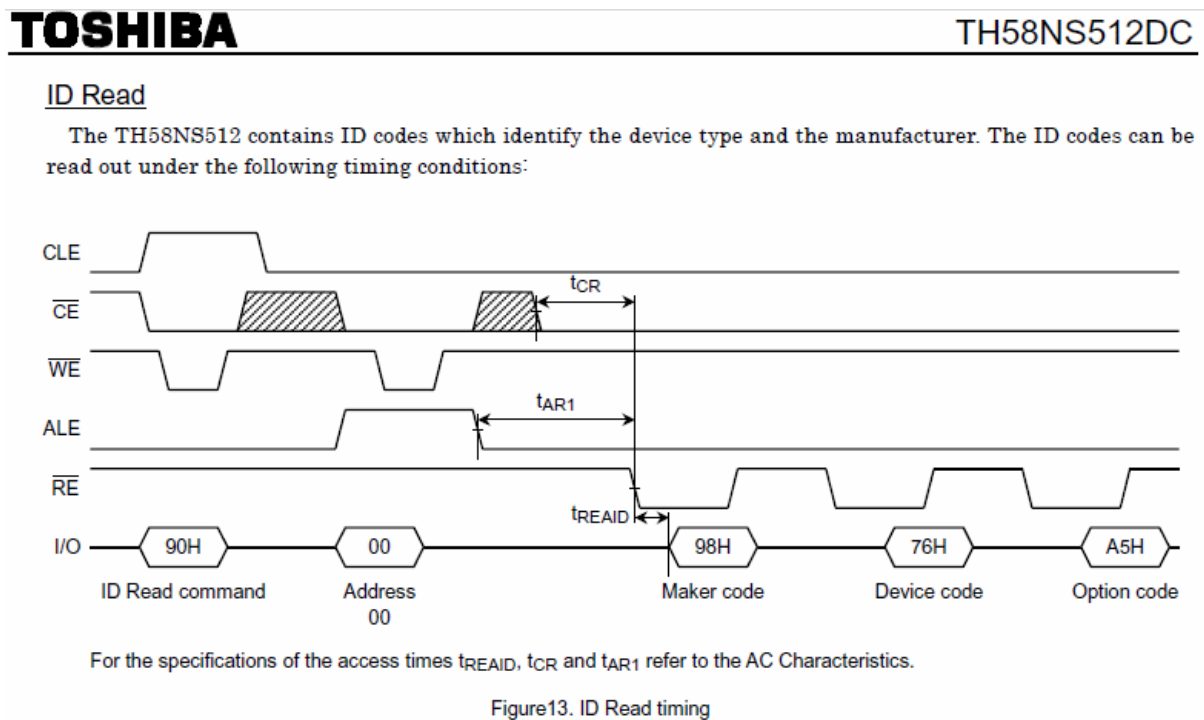 TOSHIBA TH58NS512DC
ID Read
The TH58NS512 contains ID codes which identify the device type and the manufacturer. The ID codes can be
read out under the following timing conditions:
CLE
tCR
CE
WE
tAR1
ALE
RE
tREAID
I/O 90H 00 98H 76H A5H
ID Read command Address Maker code Device code Option code
00
For the specifications of the access times tREAID, tCR and tAR1 refer to the AC Characteristics.
Figure13. ID Read timing